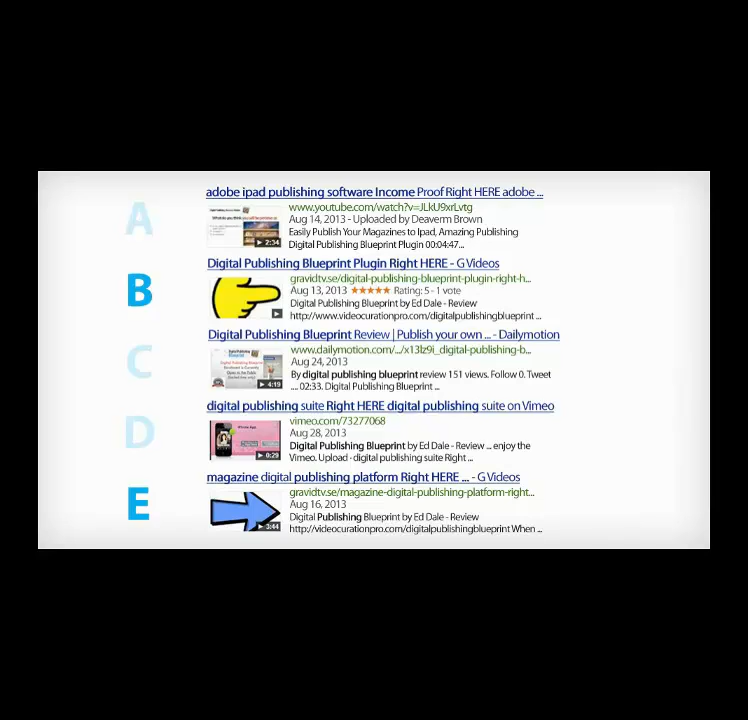 A
adobe ipad publishing software Income Proof Right HERE adobe ...
www.youtube.com/watch?v=JLkU9xrLvtg
Aug 14, 2013 - Uploaded by Deaverm Brown
Easily Publish Your Magazines to Ipad, Amazing Publishing
Digital Publishing Blueprint Plugin 00:04:47...
2:34
B
Digital Publishing Blueprint Plugin Right HERE - G Videos
gravidtv.se/digital-publishing-blueprint-plugin-right-h...
Aug 13, 2013 ★★★★★ Rating: 5 - 1 vote
Digital Publishing Blueprint by Ed Dale - Review
http://www.videocurationpro.com/digitalpublishingblueprint ...
C
Digital Publishing Blueprint Review | Publish your own ... - Dailymotion
www.dailymotion.com/.../x13lz9i_digital-publishing-b...
Aug 24, 2013
By digital publishing blueprint review 151 views. Follow 0. Tweet
.... 02:33. Digital Publishing Blueprint ...
4:19
D
digital publishing suite Right HERE digital publishing suite on Vimeo
vimeo.com/73277068
Aug 28, 2013
Digital Publishing Blueprint by Ed Dale - Review ... enjoy the
Vimeo. Upload · digital publishing suite Right ...
0:29
E
magazine digital publishing platform Right HERE ... - G Videos
gravidtv.se/magazine-digital-publishing-platform-right...
Aug 16, 2013
Digital Publishing Blueprint by Ed Dale - Review
http://videocurationpro.com/digitalpublishingblueprint When ...
3:44